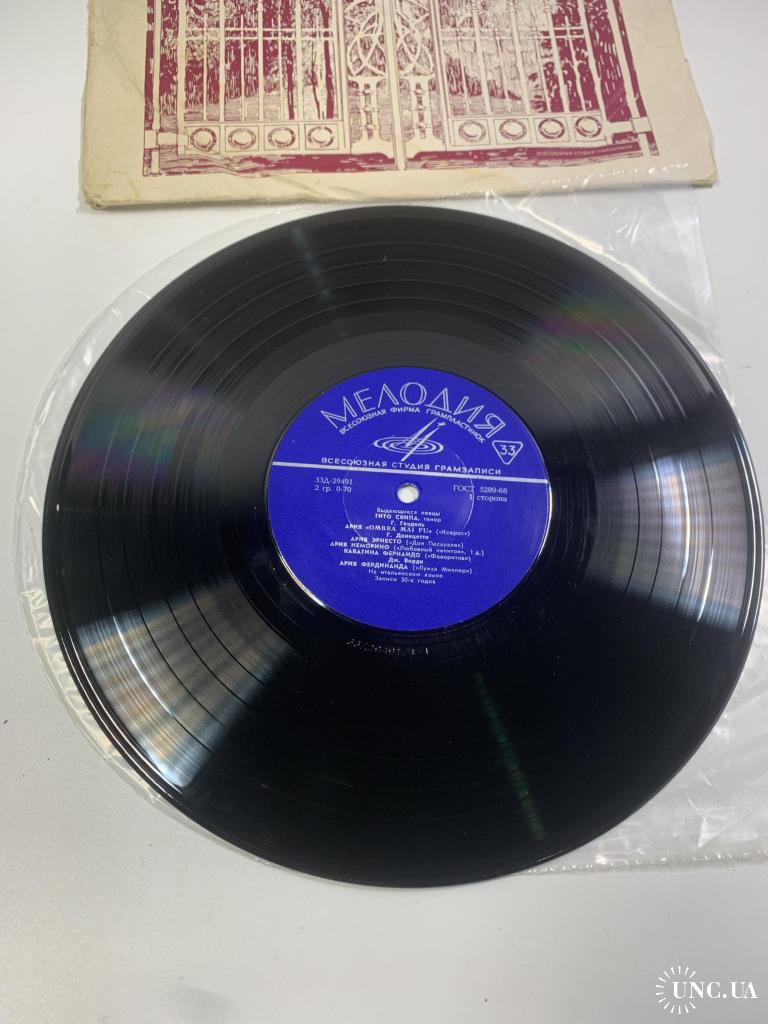 ВСЕСОЮЗНАЯ СТУДИЯ ГРАМЗАПИСИ
МЕЛОДИЯ
ВСЕСОЮЗНАЯ ФИРМА ГРАМПЛАСТИНОК
33
ВСЕСОЮЗНАЯ СТУДИЯ ГРАМЗАПИСИ
33Д-29491
ГОСТ 5289-68
2 гр. 0-70
1 сторона
Выдающиеся певцы
ТИТО СКИПА, тенор
Г. Гендель
АРИЯ «OMBRA MAI FU» («Ксеркс»)
Г. Доницетти
АРИЯ ЭРНЕСТО («Дон Паскуале»)
АРИЯ НЕМОРИНО («Любовный напиток», 1 д.)
КАВАТИНА ФЕРНАНДО («Фаворитка»)
Дж. Верди
АРИЯ ФЕРДИНАНДА («Луиза Миллер»)
На итальянском языке
Записи 30-х годов
UNC.UA